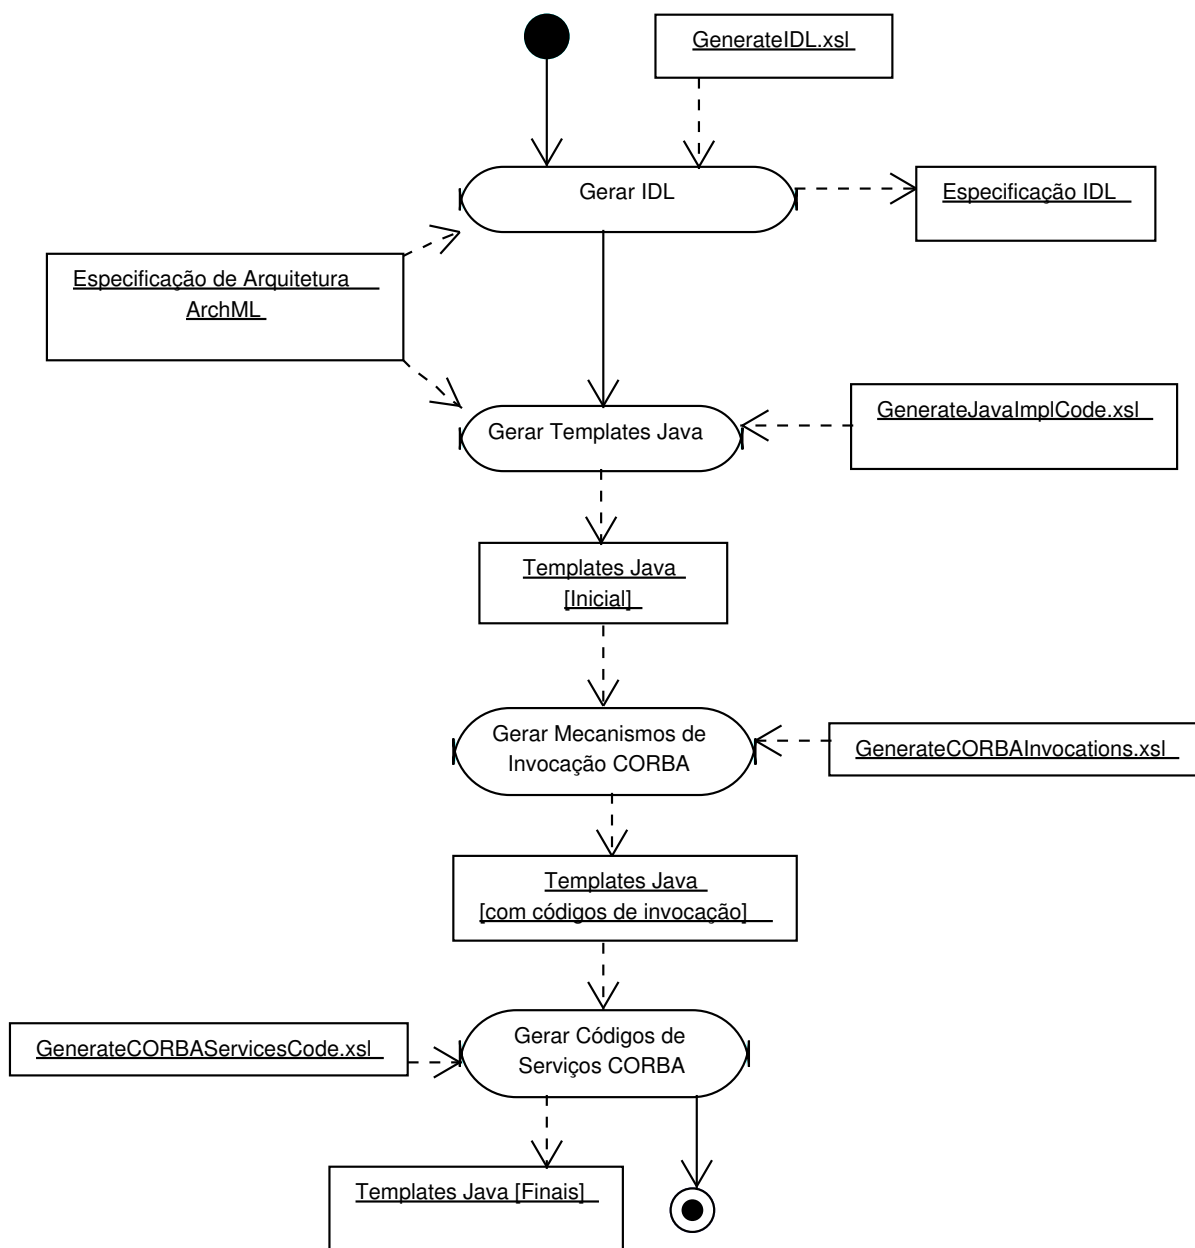 GenerateIDL.xsl
Gerar IDL
Especificação IDL
Especificação de Arquitetura
ArchML
GenerateJavaImplCode.xsl
Gerar Templates Java
Templates Java
[Inicial]
Gerar Mecanismos de
Invocação CORBA
GenerateCORBAInvocations.xsl
Templates Java
[com códigos de invocação]
Gerar Códigos de
Serviços CORBA
GenerateCORBAServicesCode.xsl
Templates Java [Finais]